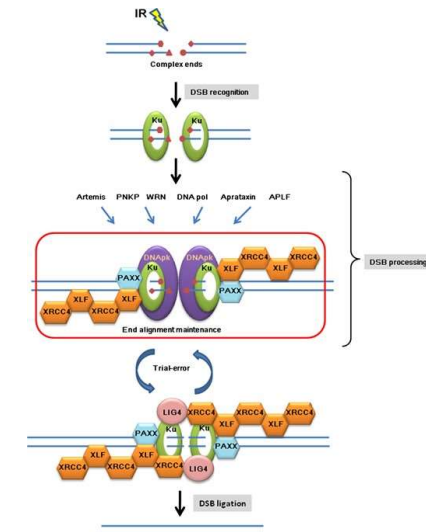 IR
Complex ends
DSB recognition
Ku Ku
Artemis PNKP WRN DNA pol Aprataxin APLF
DSB processing
DNApk DNApk
XRCC4 XRCC4
PAXX Ku Ku XLF XLF
XLF XLF PAXX
XRCC4 XRCC4
End alignment maintenance
Trial-error
LIG4 XRCC4 XRCC4 XRCC4
PAXX Ku Ku XLF XLF
XLF XLF PAXX
XRCC4 XRCC4 XRCC4 LIG4
DSB ligation